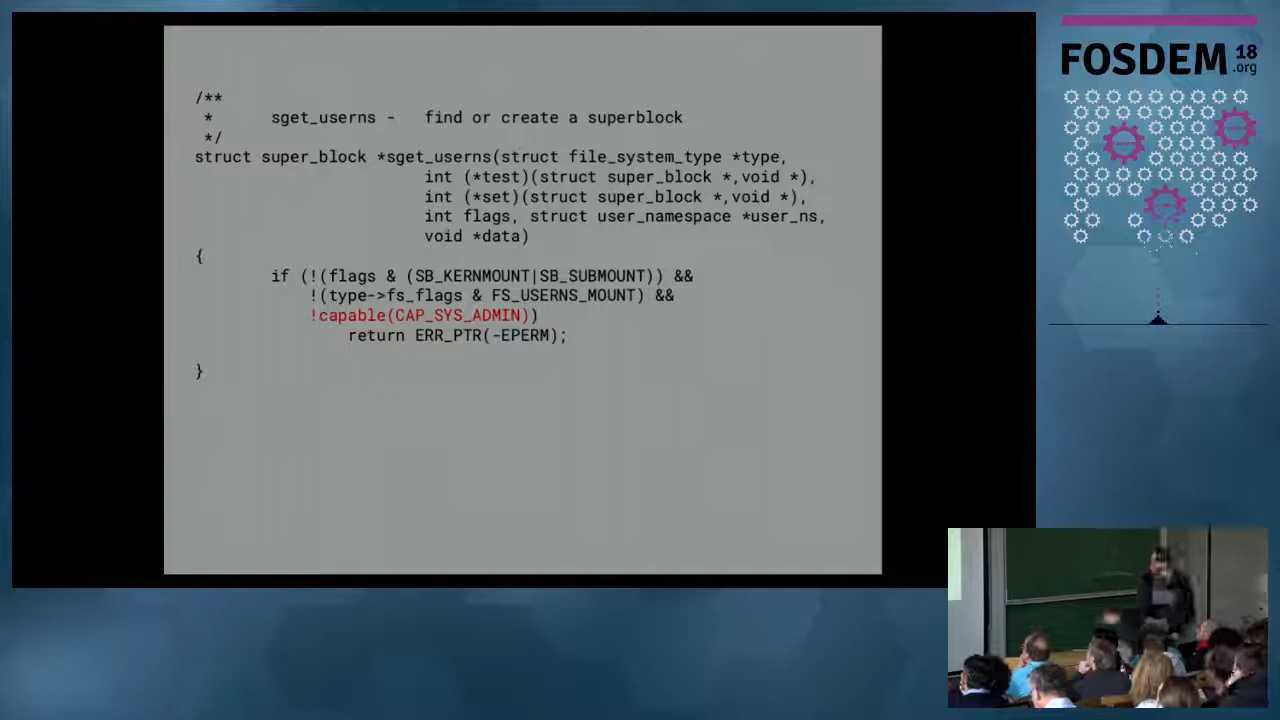 /**
 *      sget_userns -   find or create a superblock
 */
struct super_block *sget_userns(struct file_system_type *type,
                        int (*test)(struct super_block *,void *),
                        int (*set)(struct super_block *,void *),
                        int flags, struct user_namespace *user_ns,
                        void *data)
{
        if (!(flags & (SB_KERNMOUNT|SB_SUBMOUNT)) &&
            !(type->fs_flags & FS_USERNS_MOUNT) &&
            !capable(CAP_SYS_ADMIN))
                return ERR_PTR(-EPERM);
}
FOSDEM 18
.org